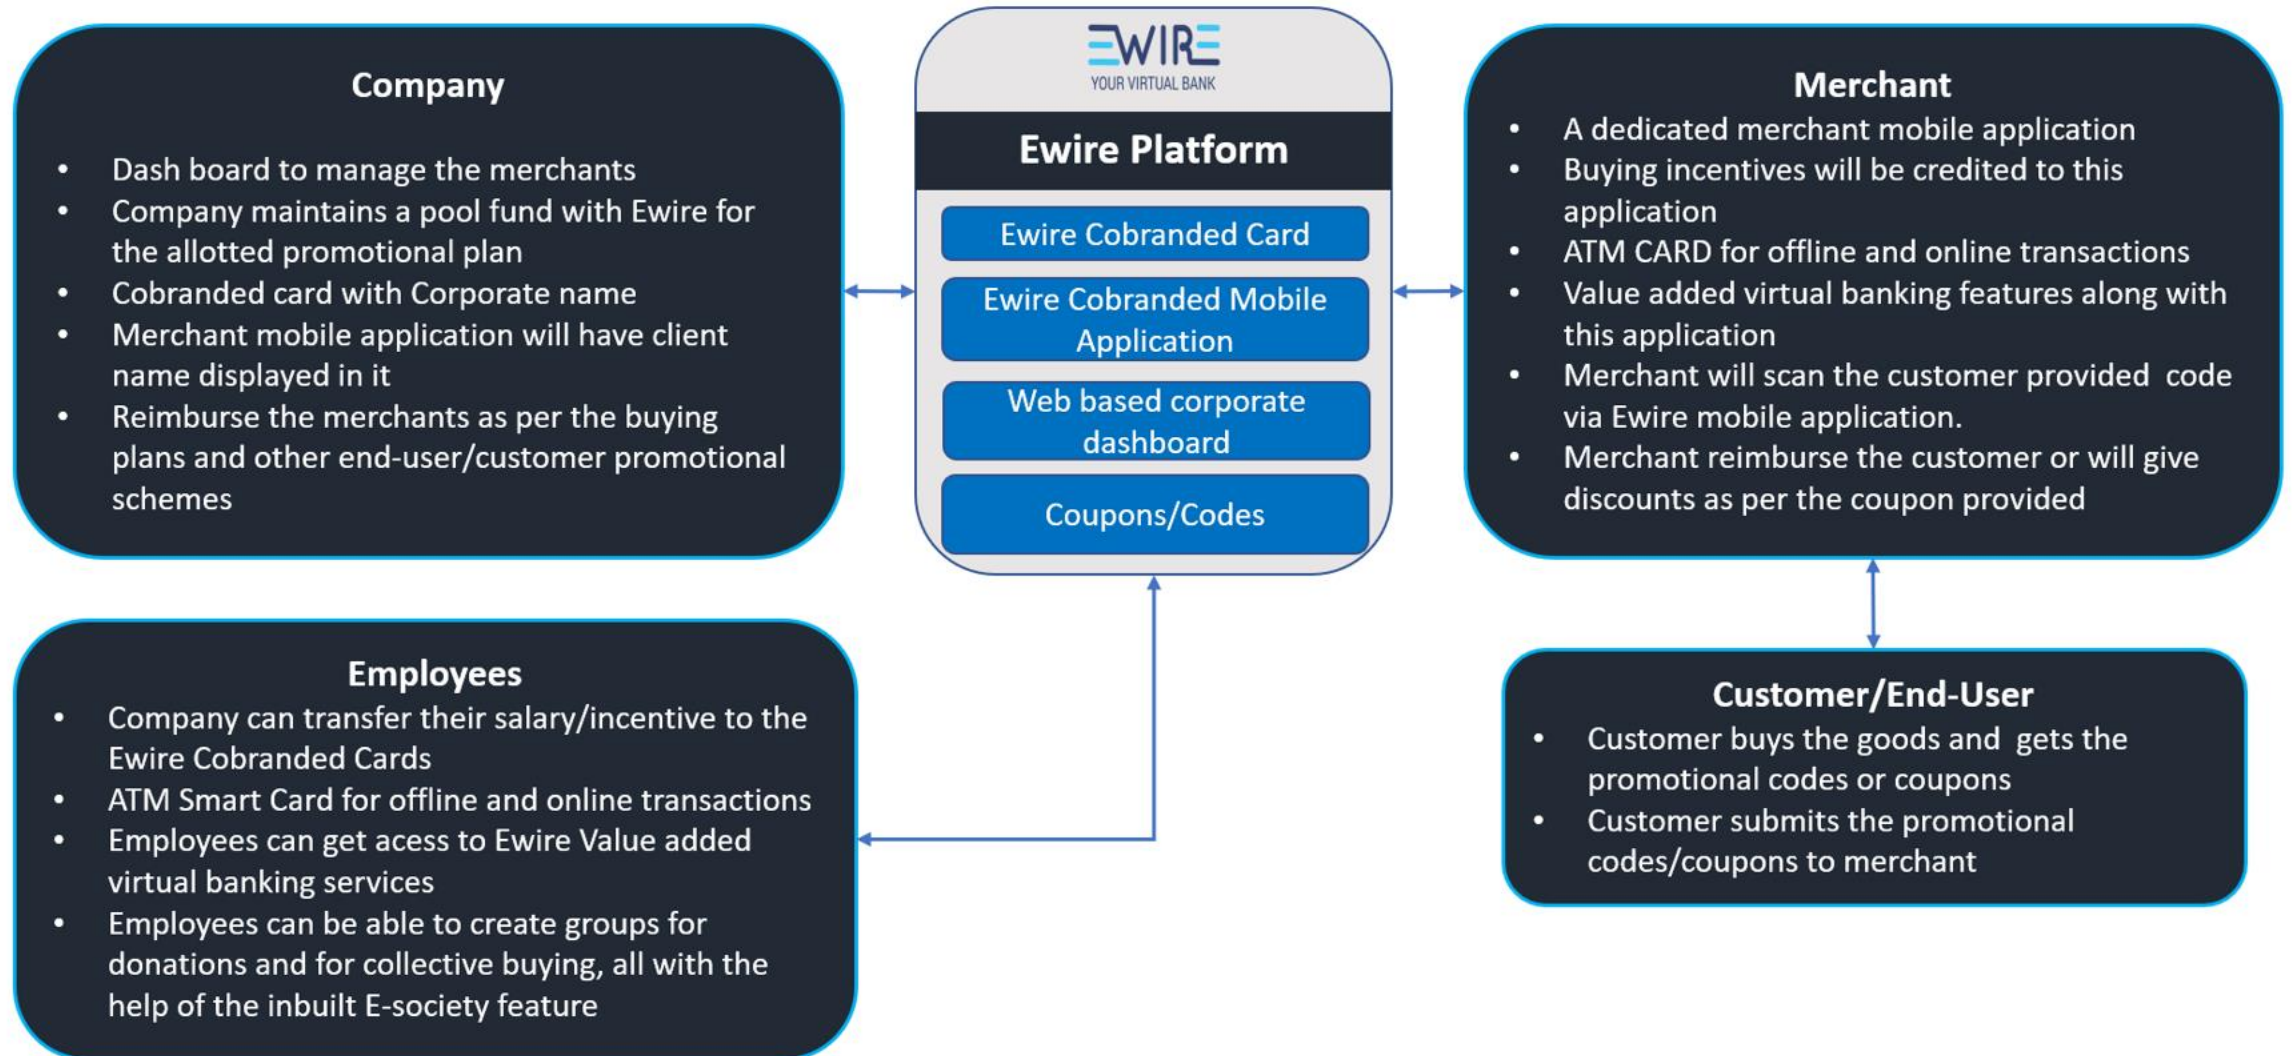 Company
• Dash board to manage the merchants
• Company maintains a pool fund with Ewire for
the allotted promotional plan
• Cobranded card with Corporate name
• Merchant mobile application will have client
name displayed in it
• Reimburse the merchants as per the buying
plans and other end-user/customer promotional
schemes
EWIRE
YOUR VIRTUAL BANK
Ewire Platform
Ewire Cobranded Card
Ewire Cobranded Mobile
Application
Web based corporate
dashboard
Coupons/Codes
Merchant
• A dedicated merchant mobile application
• Buying incentives will be credited to this
application
• ATM CARD for offline and online transactions
• Value added virtual banking features along with
this application
• Merchant will scan the customer provided code
via Ewire mobile application.
• Merchant reimburse the customer or will give
discounts as per the coupon provided
Employees
• Company can transfer their salary/incentive to the
Ewire Cobranded Cards
• ATM Smart Card for offline and online transactions
• Employees can get acess to Ewire Value added
virtual banking services
• Employees can be able to create groups for
donations and for collective buying, all with the
help of the inbuilt E-society feature
Customer/End-User
• Customer buys the goods and gets the
promotional codes or coupons
• Customer submits the promotional
codes/coupons to merchant